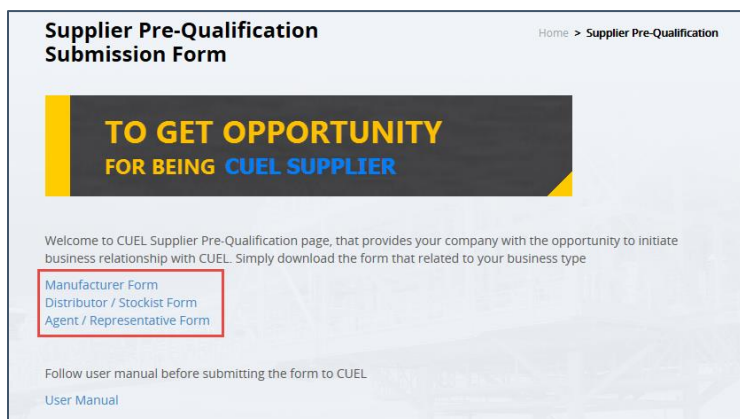 Supplier Pre-Qualification
Submission Form
Home > Supplier Pre-Qualification
TO GET OPPORTUNITY
FOR BEING CUEL SUPPLIER
Welcome to CUEL Supplier Pre-Qualification page, that provides your company with the opportunity to initiate
business relationship with CUEL. Simply download the form that related to your business type
Manufacturer Form
Distributor / Stockist Form
Agent / Representative Form
Follow user manual before submitting the form to CUEL
User Manual